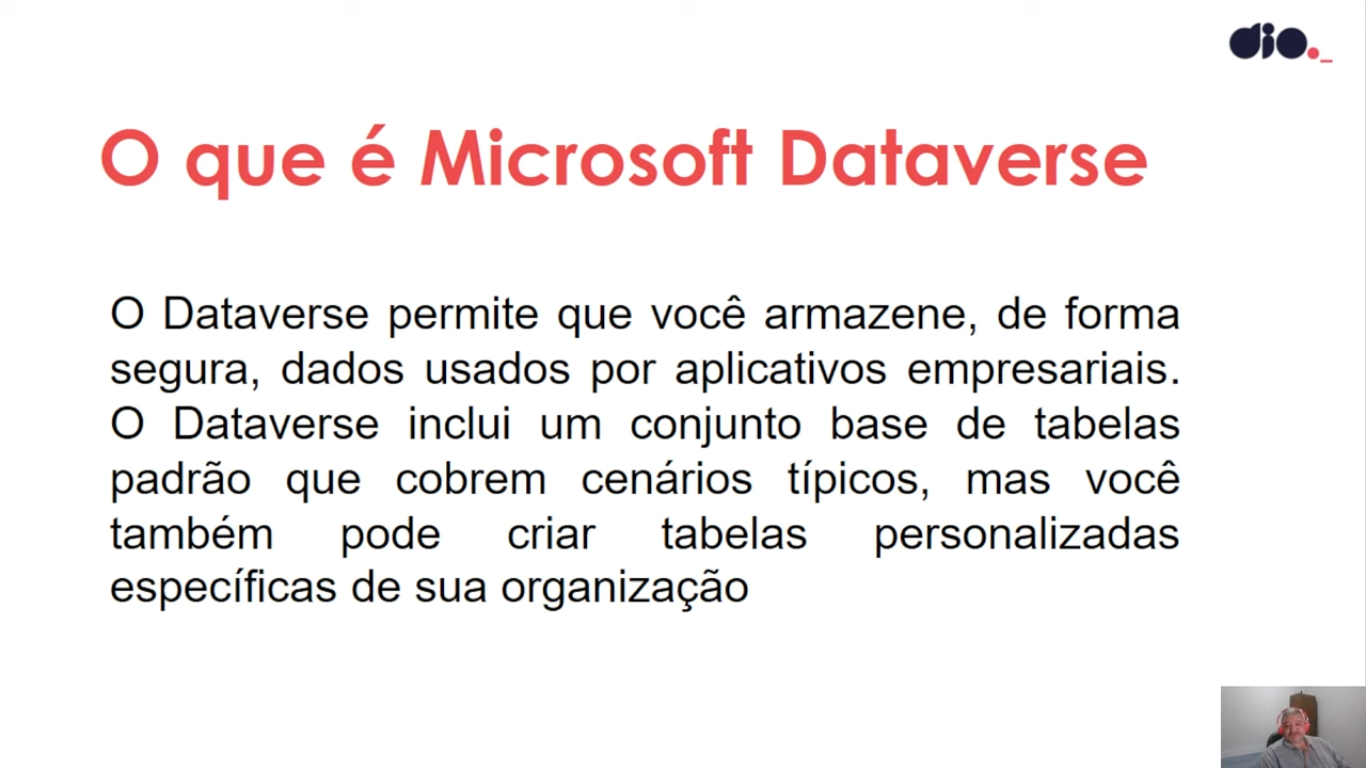 dio._
O que é Microsoft Dataverse
O Dataverse permite que você armazene, de forma
segura, dados usados por aplicativos empresariais.
O Dataverse inclui um conjunto base de tabelas
padrão que cobrem cenários típicos, mas você
também pode criar tabelas personalizadas
específicas de sua organização